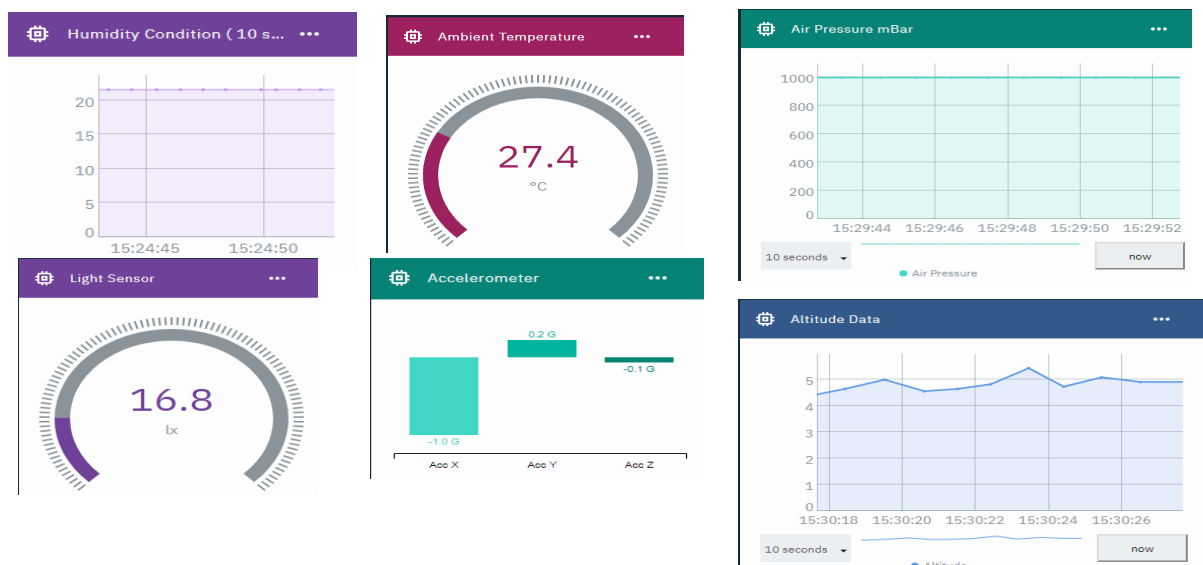 Humidity Condition ( 10 s...
20
15
10
5
0
15:24:45 15:24:50
Ambient Temperature
27.4
°C
Air Pressure mBar
1000
800
600
400
200
0
15:29:44 15:29:46 15:29:48 15:29:50 15:29:52
10 seconds
now
Air Pressure
Light Sensor
16.8
lx
Accelerometer
0.2 G
-0.1 G
-1.0 G
Acc X Acc Y Acc Z
Altitude Data
5
4
3
2
1
0
15:30:18 15:30:20 15:30:22 15:30:24 15:30:26
10 seconds
now
Altitude